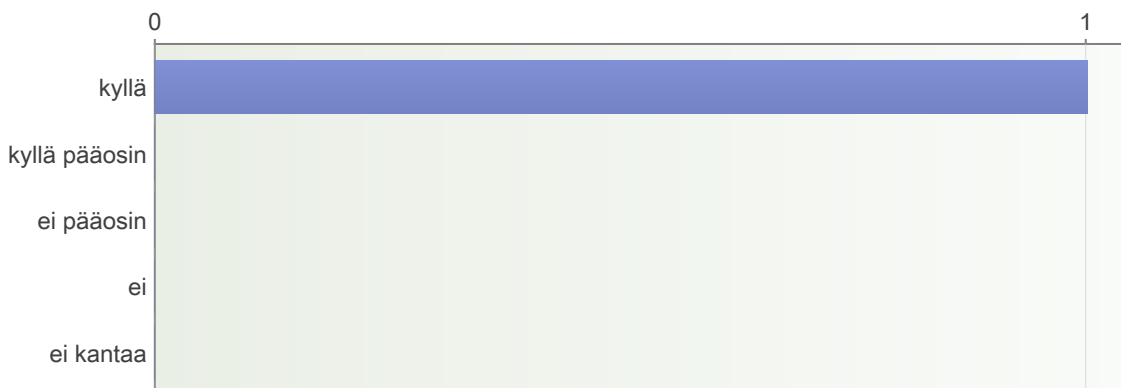 0 1
kyllä
kyllä pääosin
ei pääosin
ei
ei kantaa